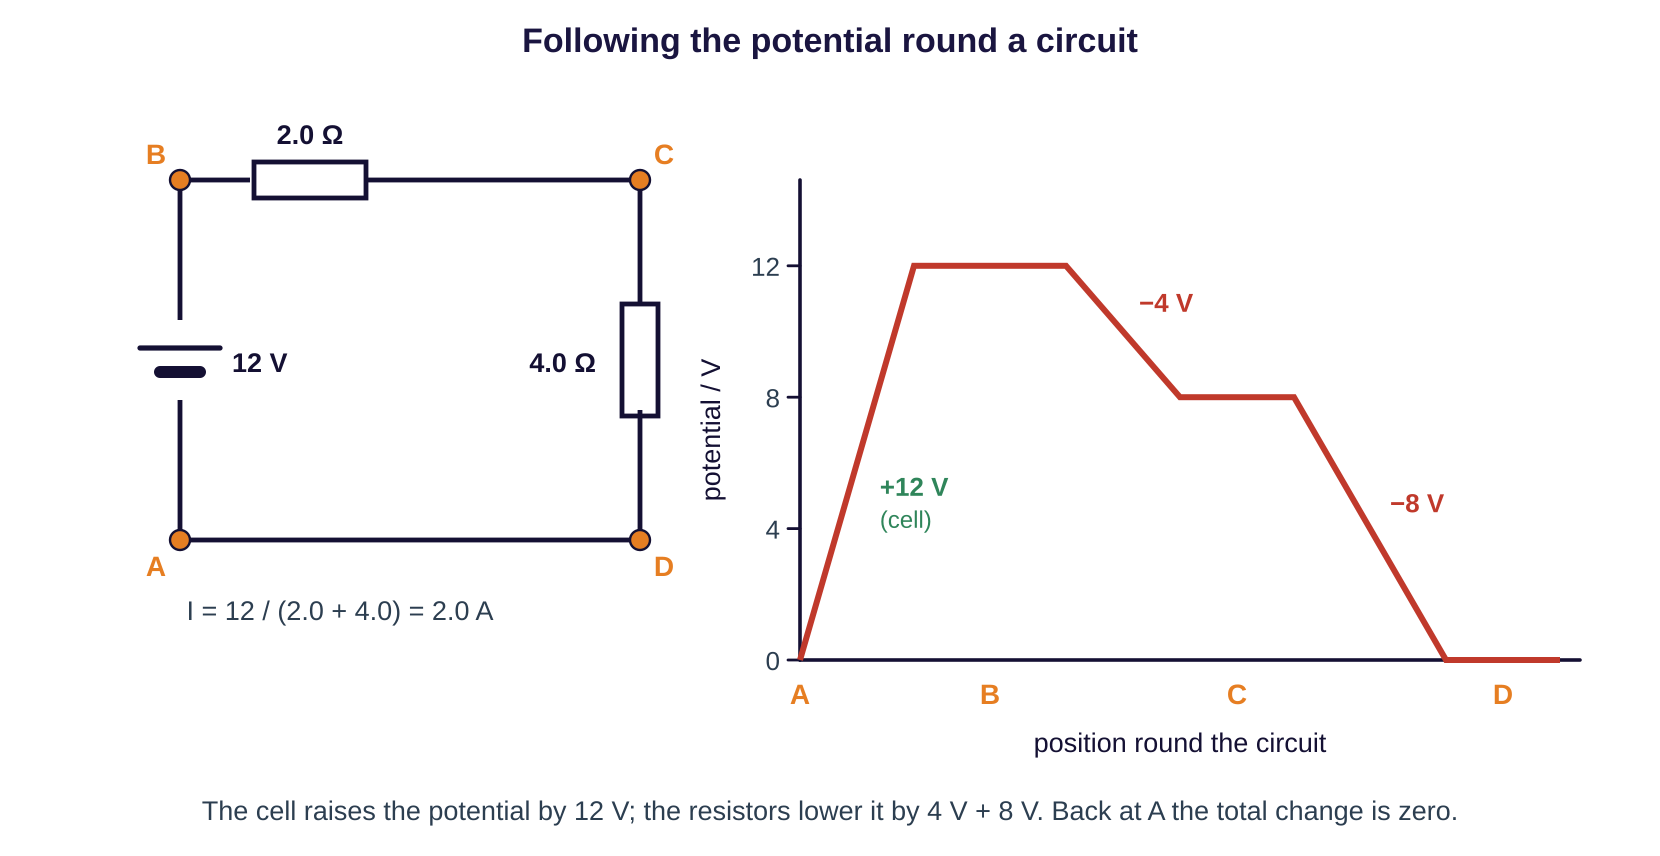 Following the potential round a circuit
2.0 Ω
B
C
12 V
4.0 Ω
A
D
I = 12 / (2.0 + 4.0) = 2.0 A
potential / V
12
8
4
0
−4 V
+12 V
(cell)
−8 V
A
B
C
D
position round the circuit
The cell raises the potential by 12 V; the resistors lower it by 4 V + 8 V. Back at A the total change is zero.